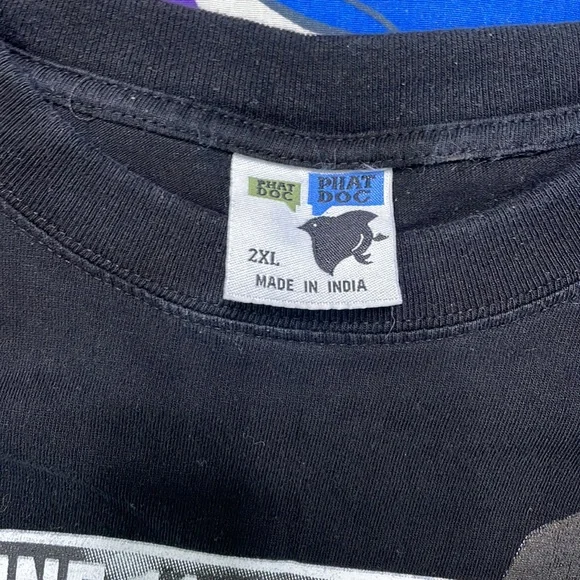 PHAT DOC
PHAT DOC
2XL
MADE IN INDIA